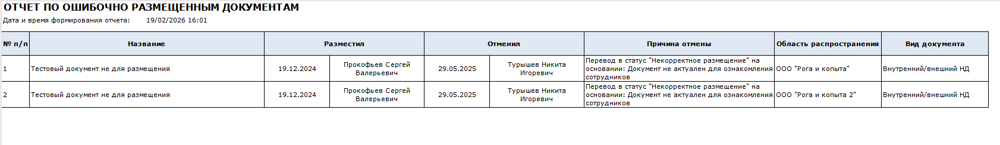 ОТЧЕТ ПО ОШИБОЧНО РАЗМЕЩЕННЫМ ДОКУМЕНТАМ
Дата и время формирования отчета: 19/02/2026 16:01
№ п/п Название Разместил Отменил Причина отмены Область распространения Вид документа
1 Тестовый документ не для размещения 19.12.2024 Прокофьев Сергей
Валерьевич 29.05.2025 Турышев Никита
Игоревич Перевод в статус "Некорректное размещение" на
основании: Документ не актуален для ознакомления
сотрудников ООО "Рога и копыта" Внутренний/внешний НД
2 Тестовый документ не для размещения 19.12.2024 Прокофьев Сергей
Валерьевич 29.05.2025 Турышев Никита
Игоревич Перевод в статус "Некорректное размещение" на
основании: Документ не актуален для ознакомления
сотрудников ООО "Рога и копыта 2" Внутренний/внешний НД